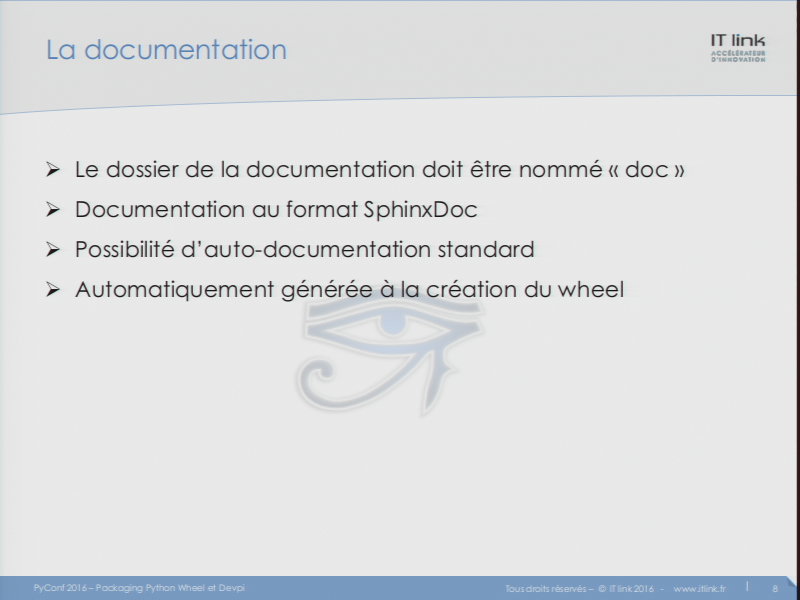 La documentation
IT link
ACCÉLÉRATEUR
D'INNOVATION
➢ Le dossier de la documentation doit être nommé « doc »
➢ Documentation au format SphinxDoc
➢ Possibilité d'auto-documentation standard
➢ Automatiquement générée à la création du wheel
PyConf 2016 – Packaging Python Wheel et Devpi
Tous droits réservés – © IT link 2016 - www.itlink.fr | 8